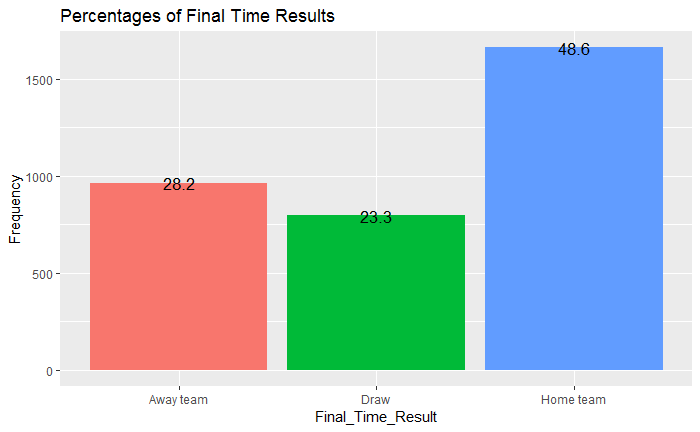 Percentages of Final Time Results
Frequency
1500
1000
500
0
28.2
23.3
48.6
Away team
Draw
Home team
Final_Time_Result